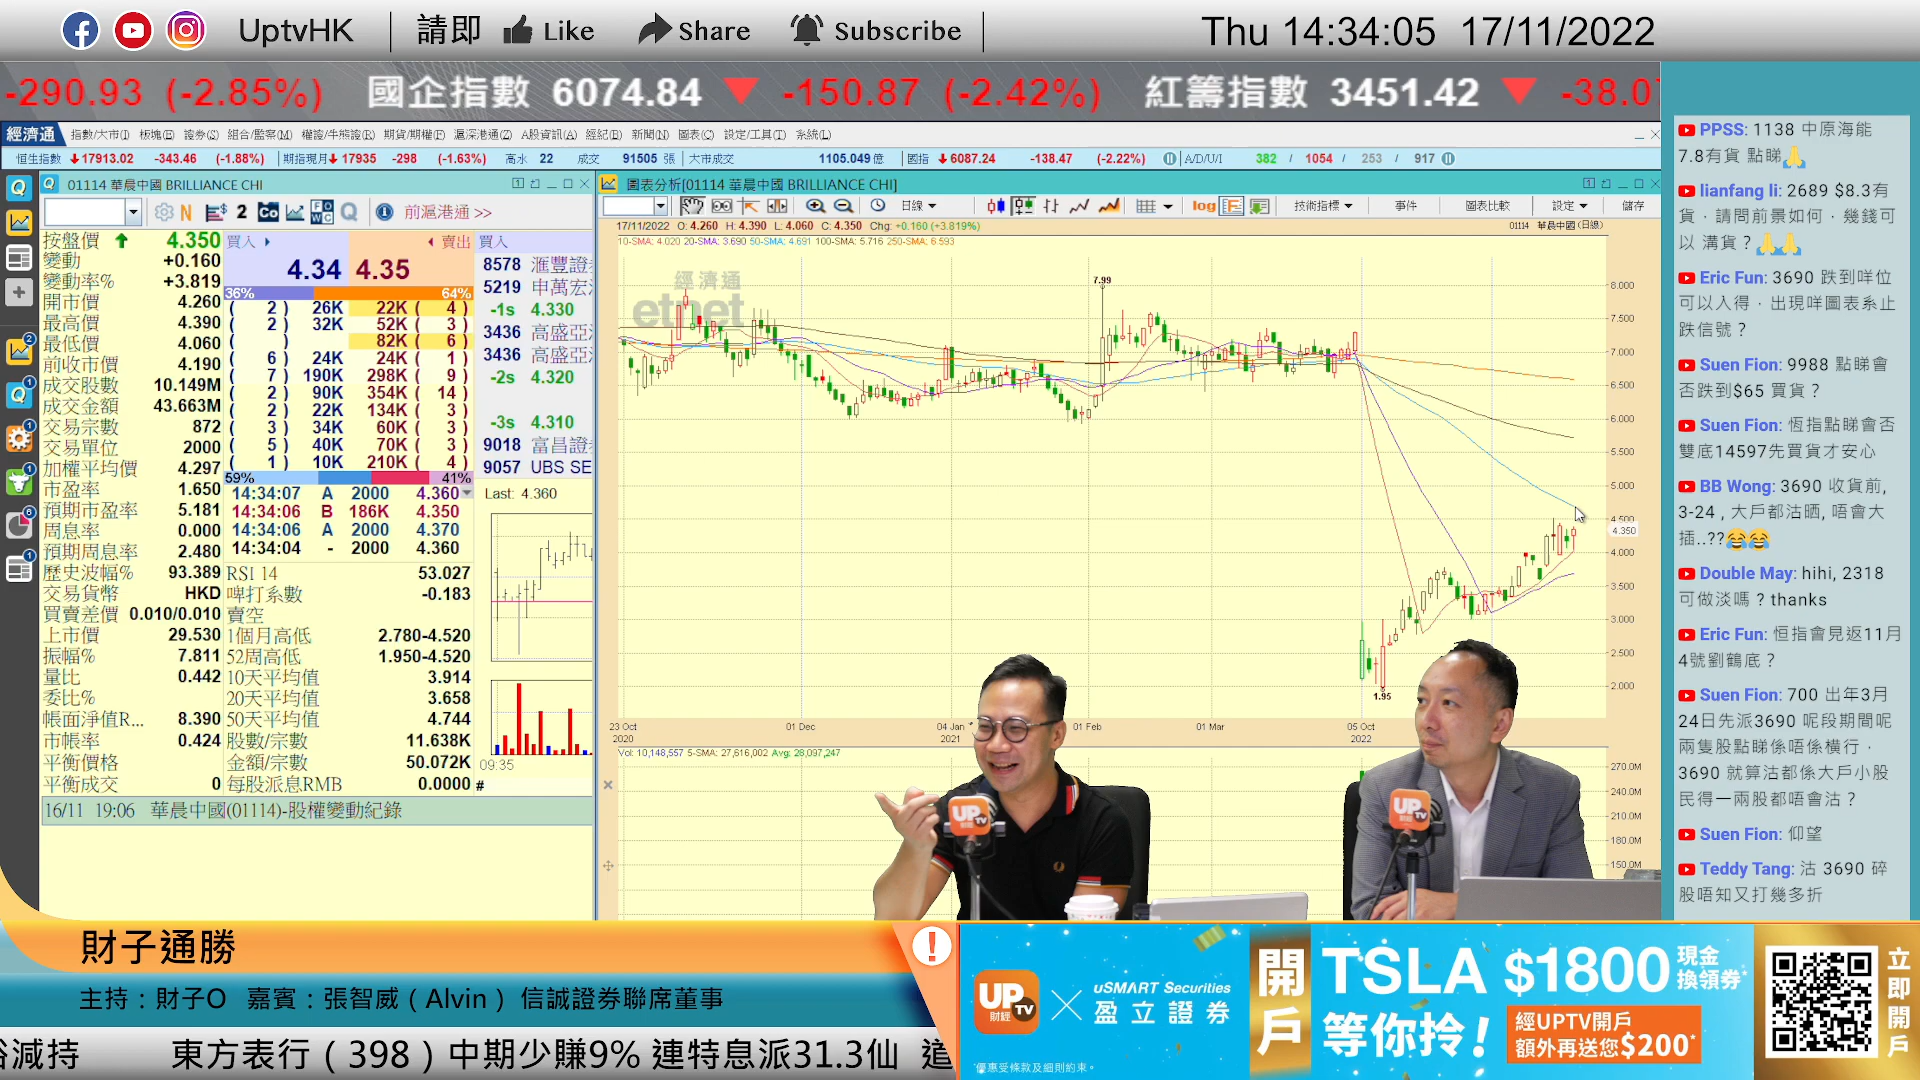 UptvHK 請即 Like Share Subscribe Thu 14:34:05 17/11/2022
-290.93 (-2.85%) 國企指數 6074.84 ▼ -150.87 (-2.42%) 紅籌指數 3451.42 ▼ -38.0
經濟通 指數/大市(I) 板塊(E) 證券(S) 組合/監察(M) 權證/牛熊證(R) 期貨/期權(F) 滬深港通(Z) A股資訊(A) 經紀(B) 新聞(N) 圖表(C) 設定/工具(T) 系統(L)
恒生指數 17913.02 -343.46 (-1.88%) 期指現月 17935 -298 (-1.63%) 高水 22 成交 91505 張 大市成交 1105.049 億 國指 6087.24 -138.47 (-2.22%) A/D/U/I 382 / 1054 / 253 / 917
01114 華晨中國 BRILLIANCE CHI
前滬港通 >>
按盤價 4.350
變動 +0.160
變動率% +3.819
開市價 4.260
最高價 4.390
最低價 4.060
前收市價 4.190
成交股數 10.149M
成交金額 43.663M
交易宗數 872
交易單位 2000
加權平均價 4.297
市盈率 1.650
預期市盈率 5.181
周息率 0.000
預期周息率 2.480
歷史波幅% 93.389
交易貨幣 HKD
買賣差價 0.010/0.010
上市價 29.530
振幅% 7.811
量比 0.442
委比%
帳面淨值R... 8.390
市帳率 0.424
平衡價格
平衡成交 0
買入 賣出
4.34 4.35
36% 64%
( 2 ) 26K 22K ( 4 )
( 2 ) 32K 52K ( 3 )
( ) 82K ( 6 )
( 6 ) 24K 24K ( 1 )
( 7 ) 190K 298K ( 9 )
( 2 ) 90K 354K ( 14 )
( 2 ) 22K 134K ( 3 )
( 3 ) 34K 60K ( 3 )
( 5 ) 40K 70K ( 3 )
( 1 ) 10K 210K ( 4 )
59% 41%
14:34:07 A 2000 4.360
14:34:06 B 186K 4.350
14:34:06 A 2000 4.370
14:34:04 - 2000 4.360
RSI 14 53.027
啤打系數 -0.183
賣空
1個月高低 2.780-4.520
52周高低 1.950-4.520
10天平均值 3.914
20天平均值 3.658
50天平均值 4.744
股數/宗數 11.638K
金額/宗數 50.072K
每股派息RMB 0.0000
買入
8578 滙豐證
5219 申萬宏
-1s 4.330
3436 高盛亞
3436 高盛亞
-2s 4.320
-3s 4.310
9018 富昌證
9057 UBS SE
Last: 4.360
09:35
#
16/11 19:06 華晨中國(01114)-股權變動紀錄
圖表分析[01114 華晨中國 BRILLIANCE CHI]
日線 log 技術指標 事件 圖表比較 設定 儲存
17/11/2022 O: 4.260 H: 4.390 L: 4.060 C: 4.350 Chg: +0.160 (+3.819%) 01114 華晨中國(日線)
10-SMA: 4.020 20-SMA: 3.690 50-SMA: 4.691 100-SMA: 5.716 250-SMA: 6.593
經濟通
etnet
7.99
1.95
8.000
7.500
7.000
6.500
6.000
5.500
5.000
4.500
4.350
4.000
3.500
3.000
2.500
2.000
23 Oct 01 Dec 04 Jan 01 Feb 01 Mar 05 Oct
2020 2021 2022
Vol: 10,148,557 5-SMA: 27,616,002 Avg: 28,097,247
270.0M
240.0M
210.0M
180.0M
150.0M
UP TV
UP TV
PPSS: 1138 中原海能
7.8有貨 點睇🙏
lianfang li: 2689 $8.3有
貨，請問前景如何，幾錢可
以 溝貨？🙏🙏
Eric Fun: 3690 跌到咩位
可以入得，出現咩圖表系止
跌信號？
Suen Fion: 9988 點睇會
否跌到$65 買貨？
Suen Fion: 恆指點睇會否
雙底14597先買貨才安心
BB Wong: 3690 收貨前,
3-24 , 大戶都沽晒, 唔會大
插..??😂😂
Double May: hihi, 2318
可做淡嗎？thanks
Eric Fun: 恒指會見返11月
4號劉鶴底？
Suen Fion: 700 出年3月
24日先派3690 呢段期間呢
兩隻股點睇係唔係橫行，
3690 就算沽都係大戶小股
民得一兩股都唔會沽？
Suen Fion: 仰望
Teddy Tang: 沽 3690 碎
股唔知又打幾多折
財子通勝
主持：財子O 嘉賓：張智威（Alvin） 信誠證券聯席董事
減持 東方表行（398）中期少賺9% 連特息派31.3仙
UP TV 財經 uSMART Securities 盈立證券
開戶
TSLA $1800 現金換領券*
等你拎！
經UPTV開戶
額外再送您$200*
*優惠受條款及細則約束。
立即開戶